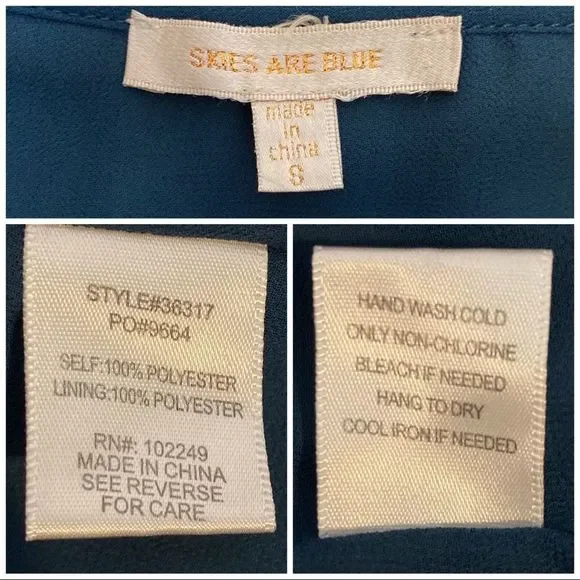 SKIES ARE BLUE
made
in
china
S
STYLE#36317
PO#9664
SELF:100% POLYESTER
LINING:100% POLYESTER
RN#: 102249
MADE IN CHINA
SEE REVERSE
FOR CARE
HAND WASH COLD
ONLY NON-CHLORINE
BLEACH IF NEEDED
HANG TO DRY
COOL IRON IF NEEDED